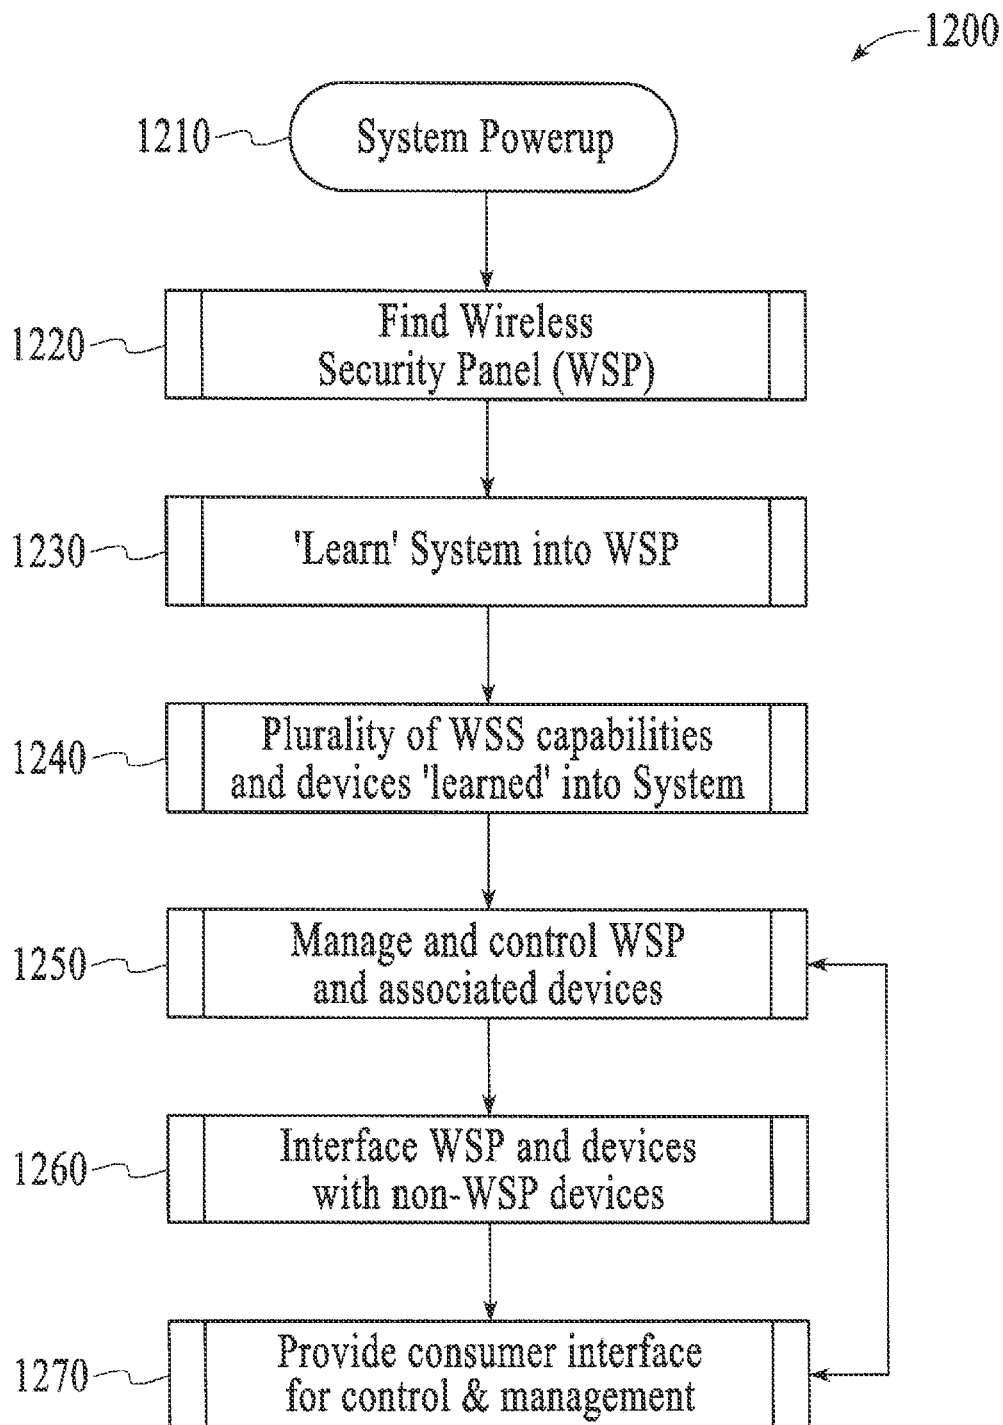 1200
1210
System Powerup
1220
Find Wireless
Security Panel (WSP)
1230
'Learn' System into WSP
1240
Plurality of WSS capabilities
and devices 'learned' into System
1250
Manage and control WSP
and associated devices
1260
Interface WSP and devices
with non-WSP devices
1270
Provide consumer interface
for control & management